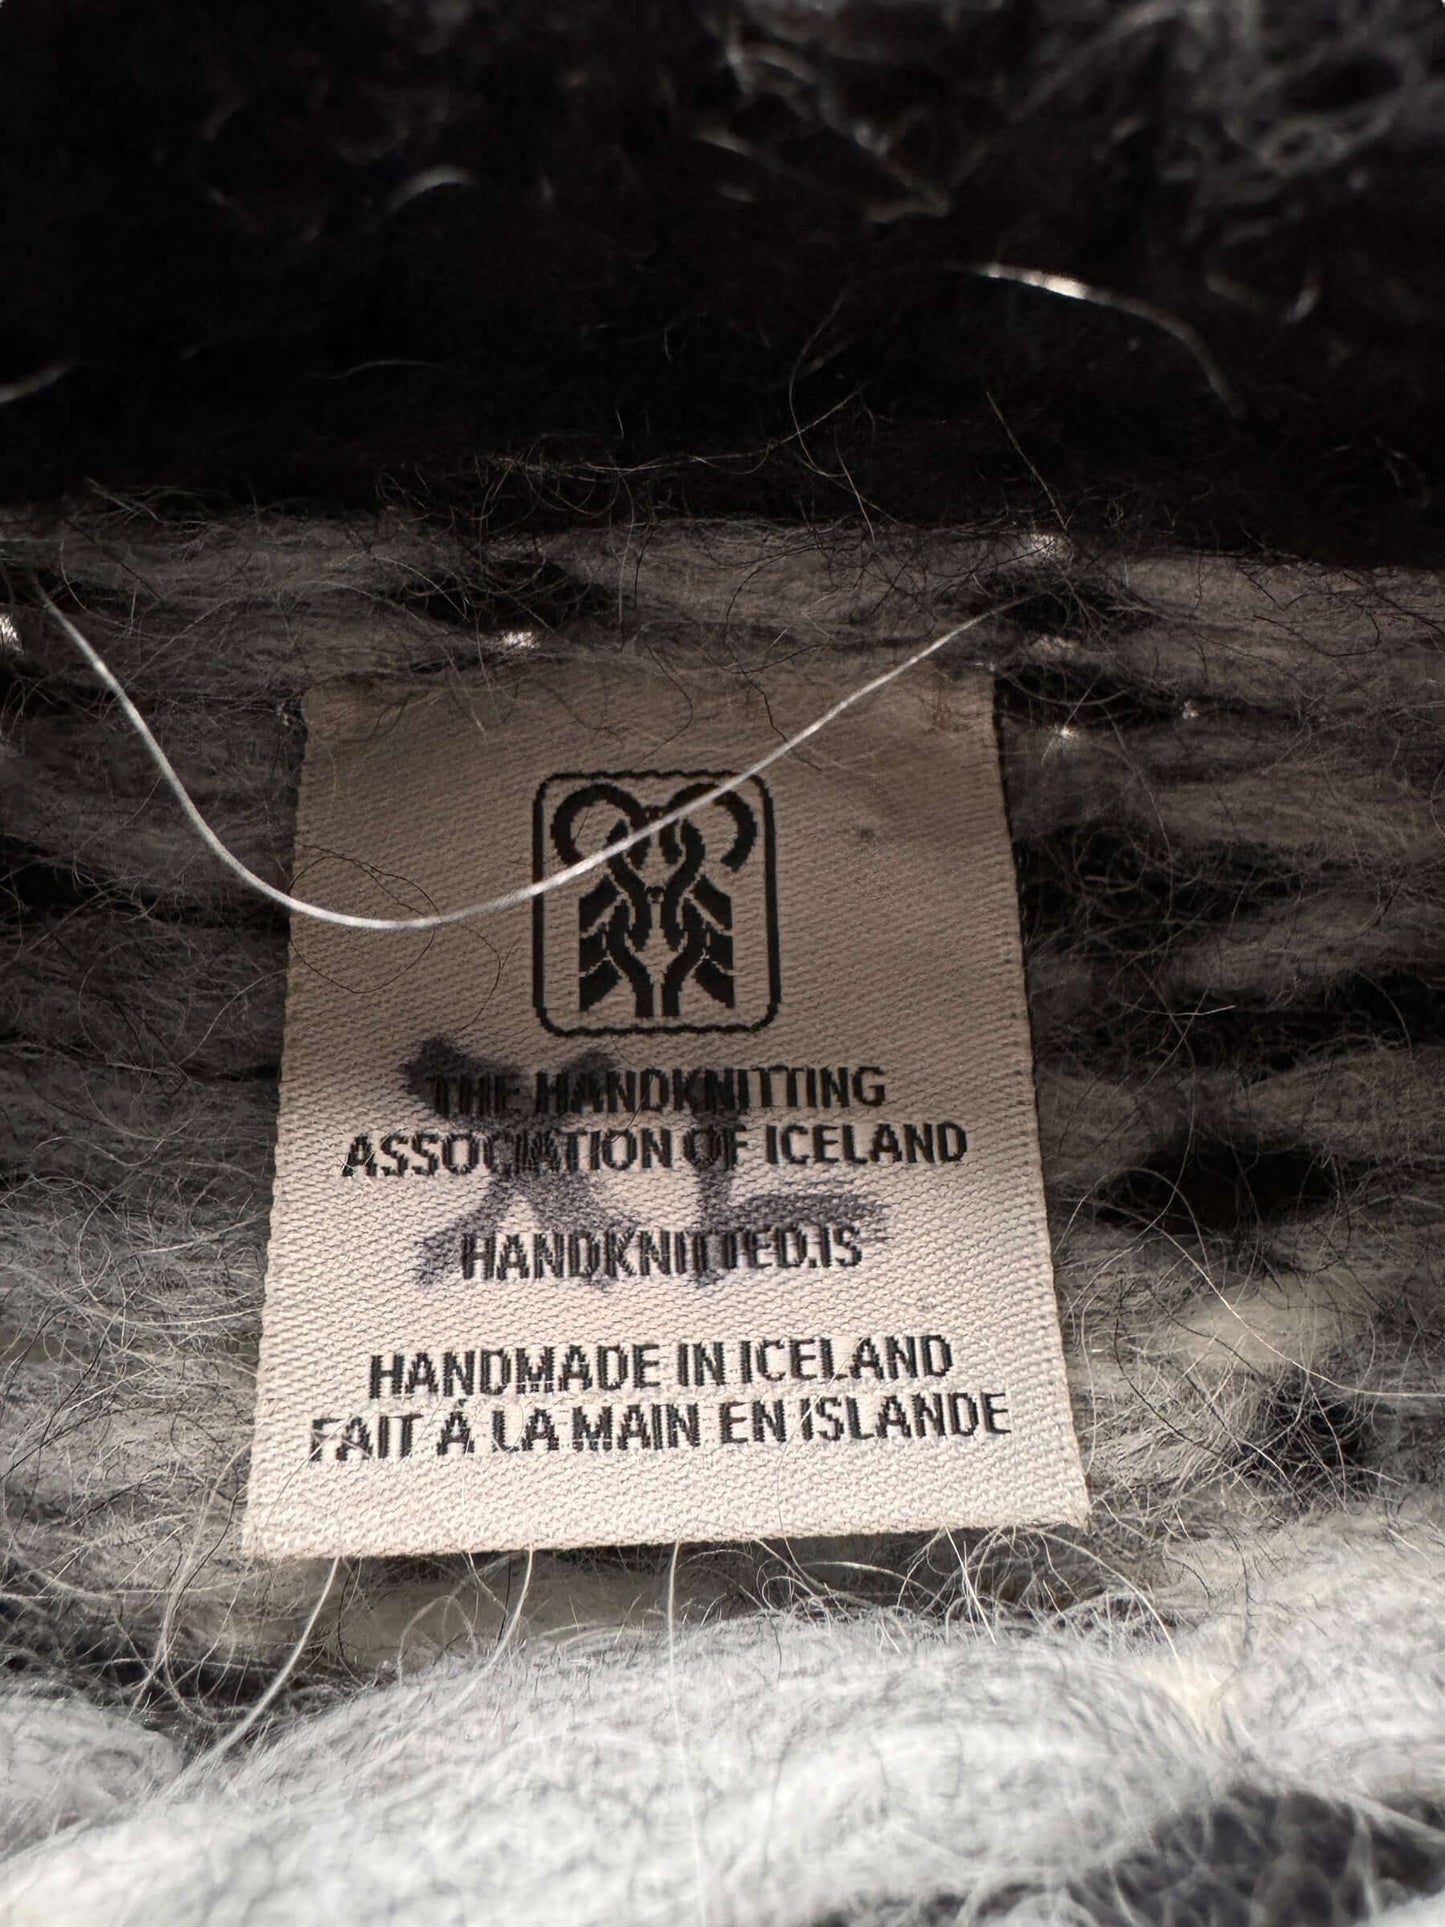 THE HANDKNITTING
ASSOCIATION OF ICELAND
XL
HANDKNITTED.IS
HANDMADE IN ICELAND
FAIT Á LA MAIN EN ISLANDE